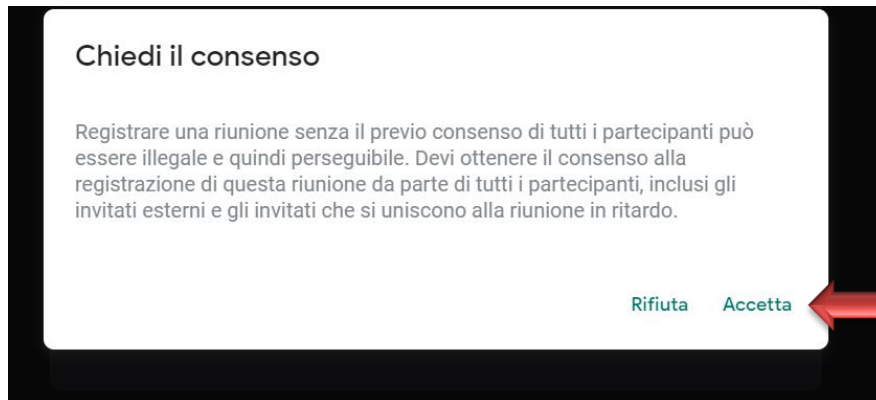 Chiedi il consenso
Registrare una riunione senza il previo consenso di tutti i partecipanti può
essere illegale e quindi perseguibile. Devi ottenere il consenso alla
registrazione di questa riunione da parte di tutti i partecipanti, inclusi gli
invitati esterni e gli invitati che si uniscono alla riunione in ritardo.
Rifiuta Accetta